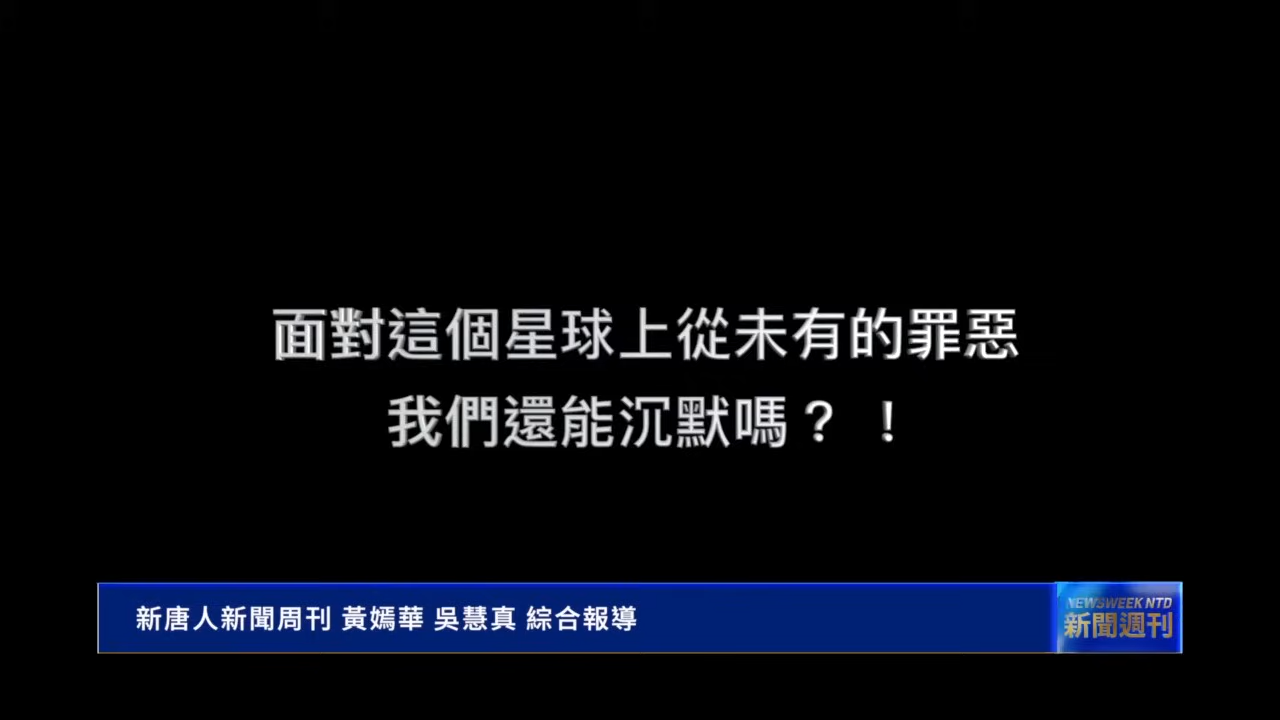 面對這個星球上從未有的罪惡
我們還能沉默嗎？！
新唐人新聞周刊 黃嫣華 吳慧真 綜合報導
NEWSWEEK NTD
新聞週刊